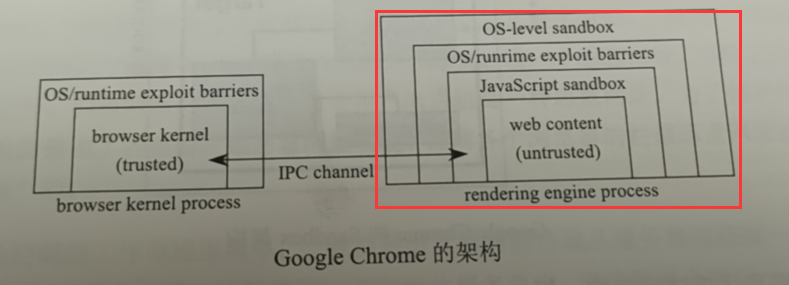 OS-level sandbox
OS/runrime exploit barriers
JavaScript sandbox
web content
(untrusted)
rendering engine process
OS/runtime exploit barriers
browser kernel
(trusted)
browser kernel process
IPC channel
Google Chrome 的架构